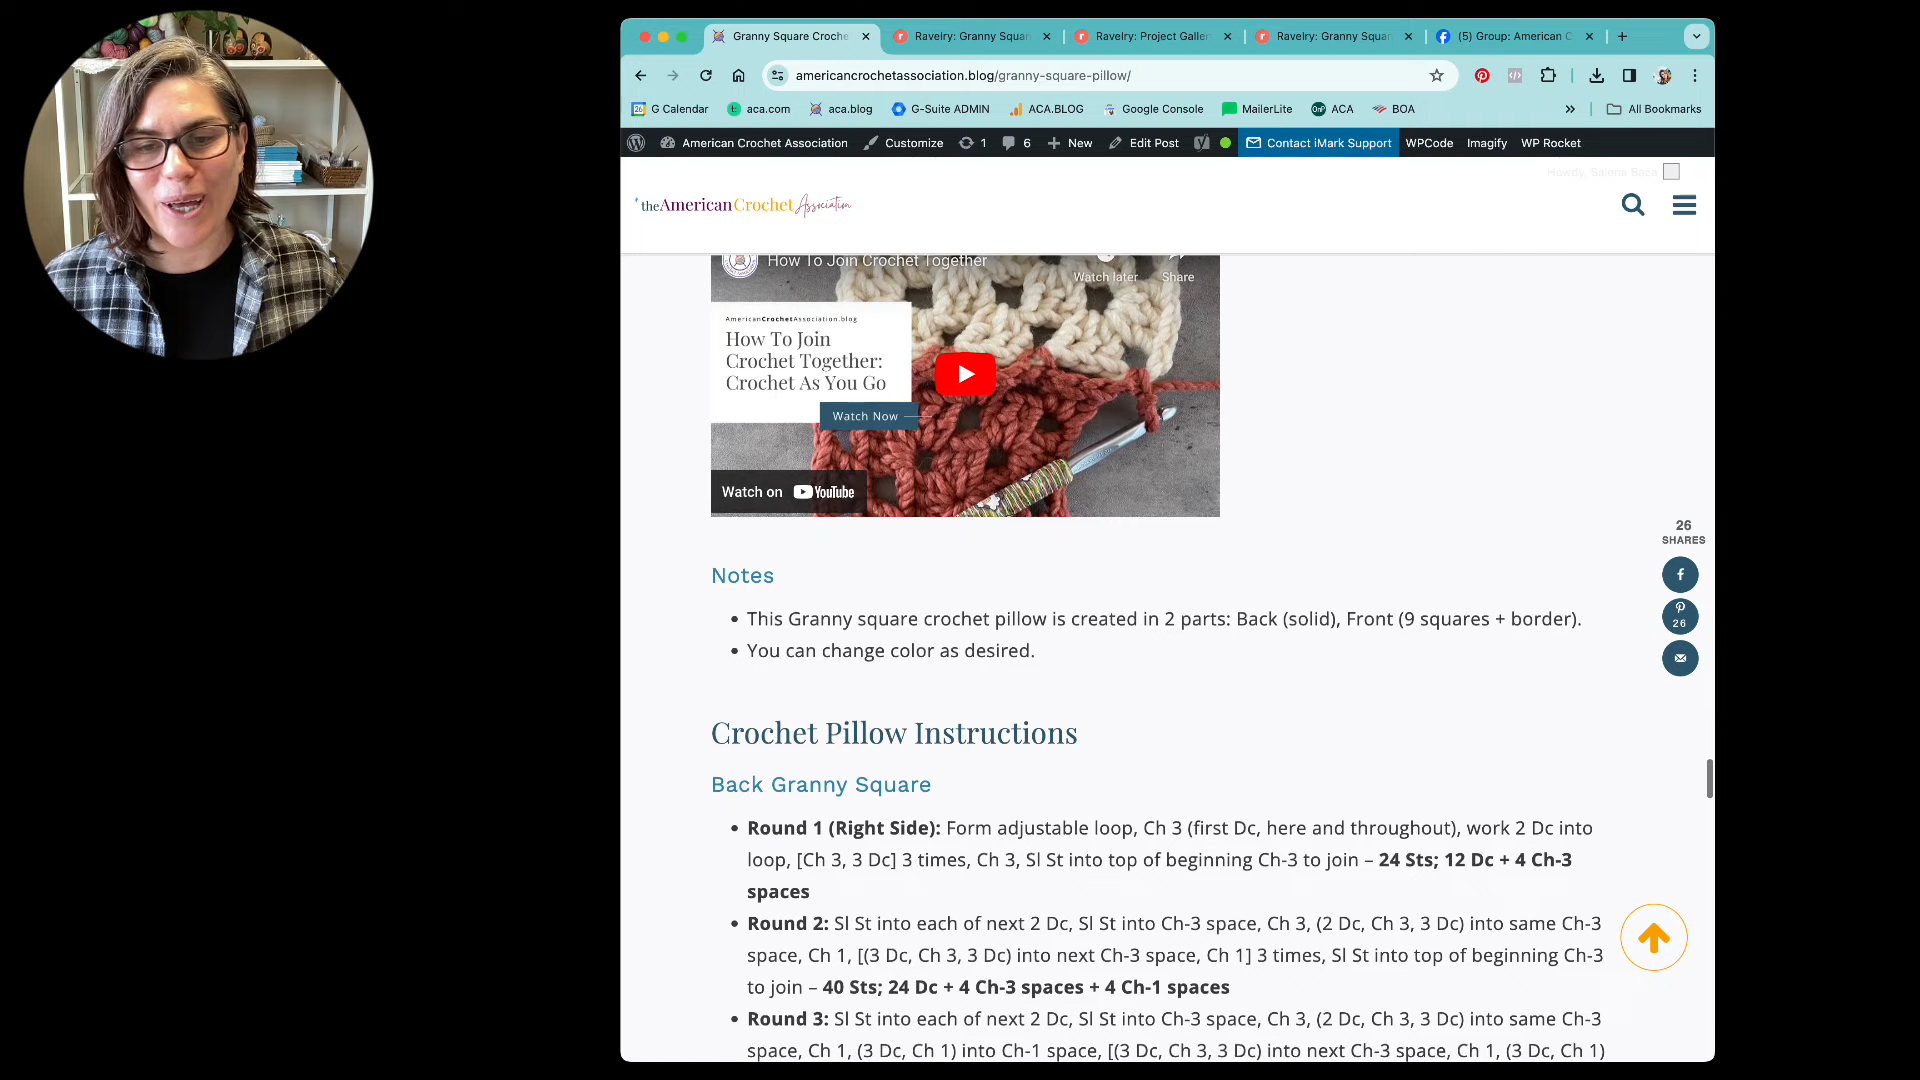 Granny Square Croche
Ravelry: Granny Squar
Ravelry: Project Galler
Ravelry: Granny Squar
(5) Group: American C
americancrochetassociation.blog/granny-square-pillow/
G Calendar
aca.com
aca.blog
G-Suite ADMIN
ACA.BLOG
Google Console
MailerLite
ACA
BOA
All Bookmarks
American Crochet Association
Customize
1
6
New
Edit Post
Contact iMark Support
WPCode
Imagify
WP Rocket
Howdy, Salena Baca
theAmericanCrochetAssociation
How To Join Crochet Together
Watch later
Share
AmericanCrochetAssociation.blog
How To Join
Crochet Together:
Crochet As You Go
Watch Now
Watch on YouTube
26
SHARES
26
Notes
• This Granny square crochet pillow is created in 2 parts: Back (solid), Front (9 squares + border).
• You can change color as desired.
Crochet Pillow Instructions
Back Granny Square
• Round 1 (Right Side): Form adjustable loop, Ch 3 (first Dc, here and throughout), work 2 Dc into
loop, [Ch 3, 3 Dc] 3 times, Ch 3, Sl St into top of beginning Ch-3 to join – 24 Sts; 12 Dc + 4 Ch-3
spaces
• Round 2: Sl St into each of next 2 Dc, Sl St into Ch-3 space, Ch 3, (2 Dc, Ch 3, 3 Dc) into same Ch-3
space, Ch 1, [(3 Dc, Ch 3, 3 Dc) into next Ch-3 space, Ch 1] 3 times, Sl St into top of beginning Ch-3
to join – 40 Sts; 24 Dc + 4 Ch-3 spaces + 4 Ch-1 spaces
• Round 3: Sl St into each of next 2 Dc, Sl St into Ch-3 space, Ch 3, (2 Dc, Ch 3, 3 Dc) into same Ch-3
space, Ch 1, (3 Dc, Ch 1) into Ch-1 space, [(3 Dc, Ch 3, 3 Dc) into next Ch-3 space, Ch 1, (3 Dc, Ch 1)